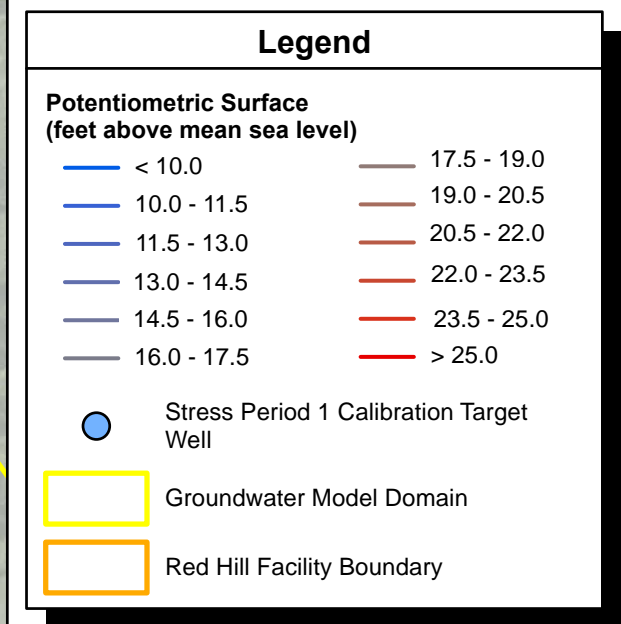 Legend
Potentiometric Surface
(feet above mean sea level)
< 10.0
10.0 - 11.5
11.5 - 13.0
13.0 - 14.5
14.5 - 16.0
16.0 - 17.5
17.5 - 19.0
19.0 - 20.5
20.5 - 22.0
22.0 - 23.5
23.5 - 25.0
> 25.0
Stress Period 1 Calibration Target
Well
Groundwater Model Domain
Red Hill Facility Boundary